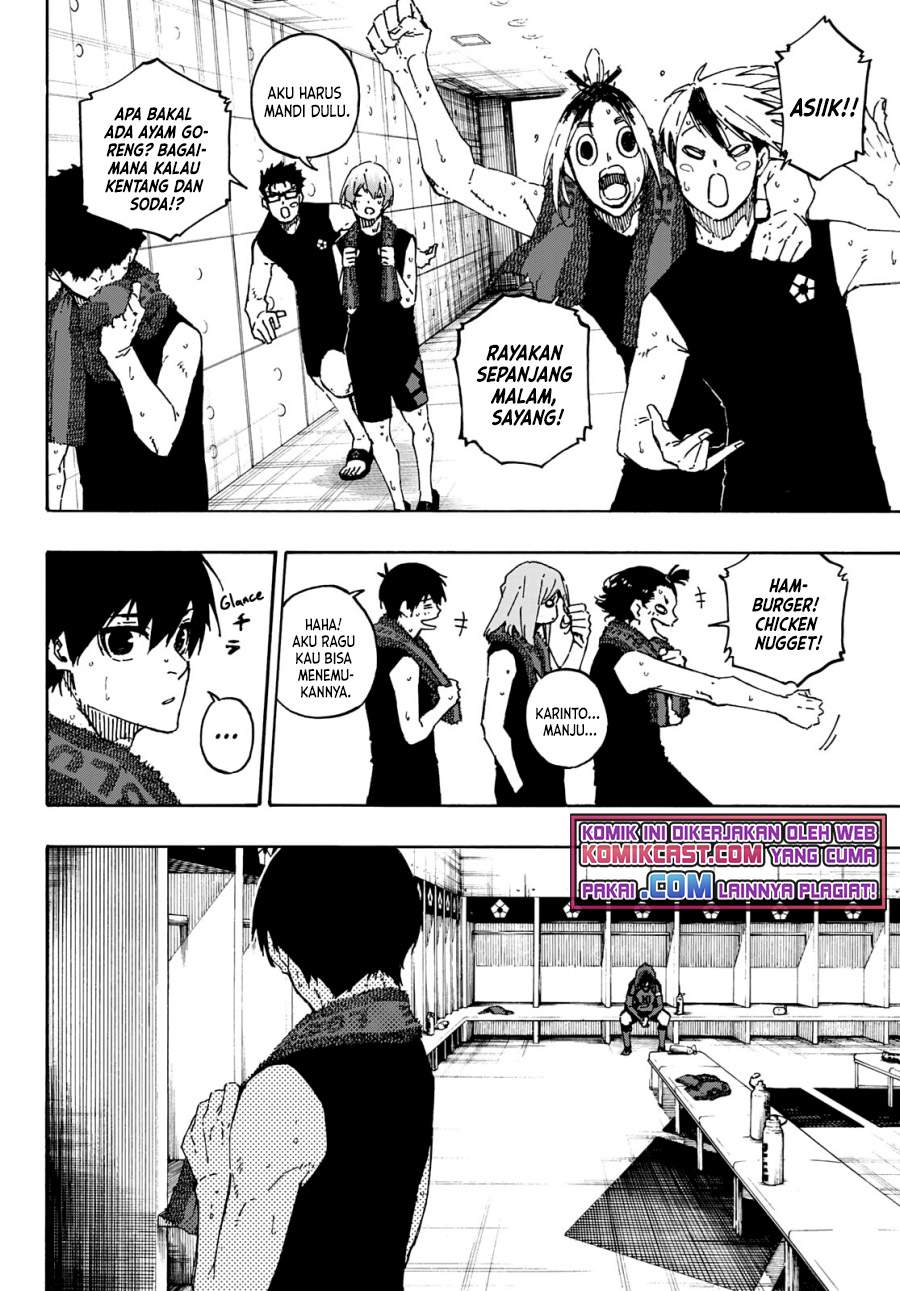 ASIIK!!
AKU HARUS
MANDI DULU.
APA BAKAL
ADA AYAM GO-
RENG? BAGAI-
MANA KALAU
KENTANG DAN
SODA!?
RAYAKAN
SEPANJANG
MALAM,
SAYANG!
HAM-
BURGER!
CHICKEN
NUGGET!
KARINTO...
MANJU...
HAHA!
AKU RAGU
KAU BISA
MENEMU-
KANNYA.
Glance
チラ
...
KOMIK INI DIKERJAKAN OLEH WEB
KOMIKCAST.COM YANG CUMA
PAKAI .COM LAINNYA PLAGIAT!